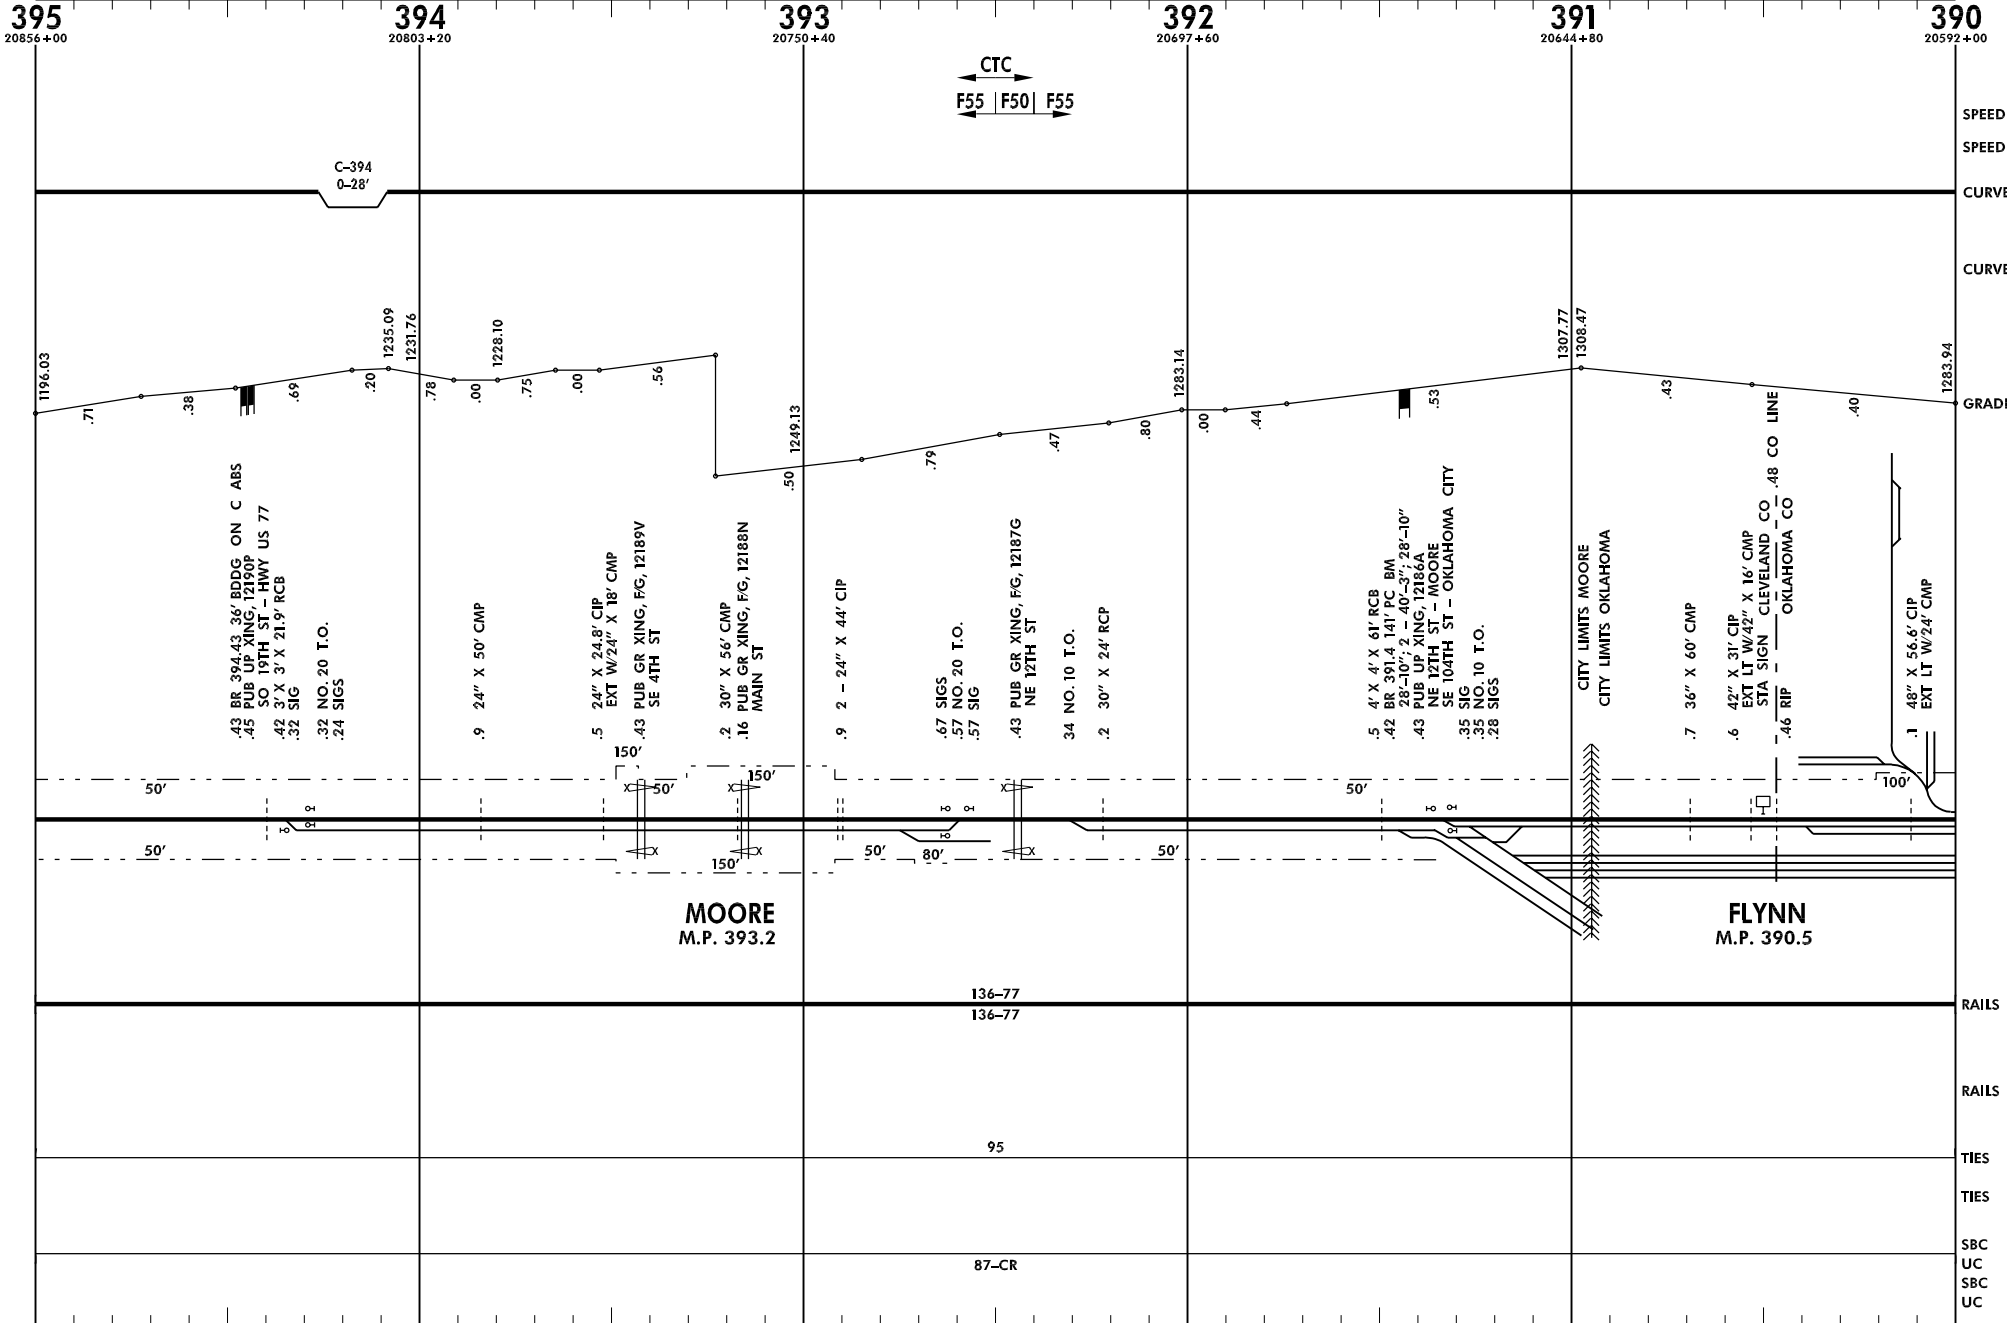 395 394 393 392 391 390
20856+00 20803+20 20750+40 20697+60 20644+80 20592+00
CTC
F55 F50 F55
SPEED
SPEED
C–394
0–28'
CURVE
CURVE
1196.03
1235.09
1231.76
1228.10
1249.13
1283.14
1307.77
1308.47
1283.94
.71
.38
.69
.20
.78
.00
.75
.00
.56
.50
.79
.47
.80
.00
.44
.53
.43
.40
GRADE
.43 BR 394.43 36' BDDG ON C ABS
.45 PUB UP XING, 12190P
SO 19TH ST – HWY US 77
.42 3' X 3' X 21.9' RCB
.32 SIG
.32 NO. 20 T.O.
.24 SIGS
.9 24" X 50' CMP
.5 24" X 24.8' CIP
EXT W/24" X 18' CMP
.43 PUB GR XING, F/G, 12189V
SE 4TH ST
.2 30" X 56' CMP
.16 PUB GR XING, F/G, 12188N
MAIN ST
.9 2 – 24" X 44' CIP
.67 SIGS
.57 NO. 20 T.O.
.57 SIG
.43 PUB GR XING, F/G, 12187G
NE 12TH ST
34 NO. 10 T.O.
.2 30" X 24' RCP
.5 4' X 4' X 61' RCB
.42 BR 391.4 141' PC BM
28'–10"; 2 – 40'–3"; 28'–10"
.43 PUB UP XING, 12186A
NE 12TH ST – MOORE
SE 104TH ST – OKLAHOMA CITY
.35 SIG
.35 NO. 10 T.O.
.28 SIGS
CITY LIMITS MOORE
CITY LIMITS OKLAHOMA
.7 36" X 60' CMP
.6 42" X 31' CIP
EXT LT W/42" X 16' CMP
STA SIGN CLEVELAND CO
.48 CO LINE
.46 RIP OKLAHOMA CO
.1 48" X 56.6' CIP
EXT LT W/24' CMP
150'
50' 50' 150' 50' 100'
X X X
50' 150' 50' 80' 50'
X X X
MOORE
M.P. 393.2
FLYNN
M.P. 390.5
136–77
136–77
RAILS
RAILS
95
TIES
TIES
SBC
87–CR
UC
SBC
UC